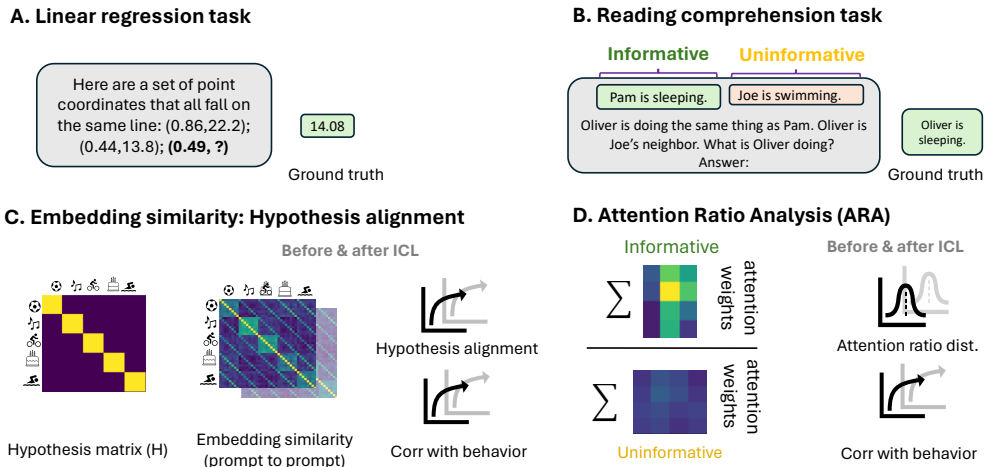 A. Linear regression task
Here are a set of point
coordinates that all fall on
the same line: (0.86,22.2);
(0.44,13.8); (0.49, ?)
14.08
Ground truth
B. Reading comprehension task
Informative
Uninformative
Pam is sleeping.
Joe is swimming.
Oliver is doing the same thing as Pam. Oliver is
Joe's neighbor. What is Oliver doing?
Answer:
Oliver is
sleeping.
Ground truth
C. Embedding similarity: Hypothesis alignment
Before & after ICL
Hypothesis matrix (H)
Embedding similarity
(prompt to prompt)
Hypothesis alignment
Corr with behavior
D. Attention Ratio Analysis (ARA)
Informative
∑
attention
weights
∑
attention
weights
Uninformative
Before & after ICL
Attention ratio dist.
Corr with behavior